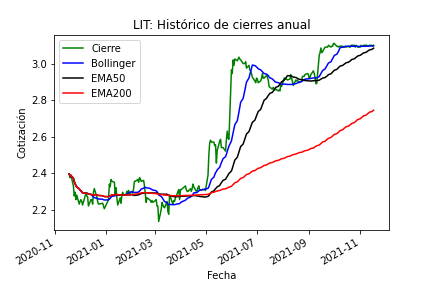 LIT: Histórico de cierres anual
Cierre
Bollinger
EMA50
EMA200
Cotización
3.0
2.8
2.6
2.4
2.2
2020-11
2021-01
2021-03
2021-05
2021-07
2021-09
2021-11
Fecha